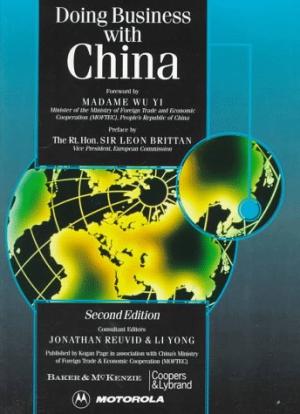 Doing Business
with
China
Foreword by
MADAME WU YI
Minister of the Ministry of Foreign Trade and Economic
Cooperation (MOFTEC), People's Republic of China
Preface by
The Rt. Hon. SIR LEON BRITTAN
Vice President, European Commission
Second Edition
Consultant Editors
JONATHAN REUVID & LI YONG
Published by Kogan Page in association with China's Ministry
of Foreign Trade & Economic Cooperation (MOFTEC)
BAKER & McKENZIE
Coopers
&Lybrand
MOTOROLA